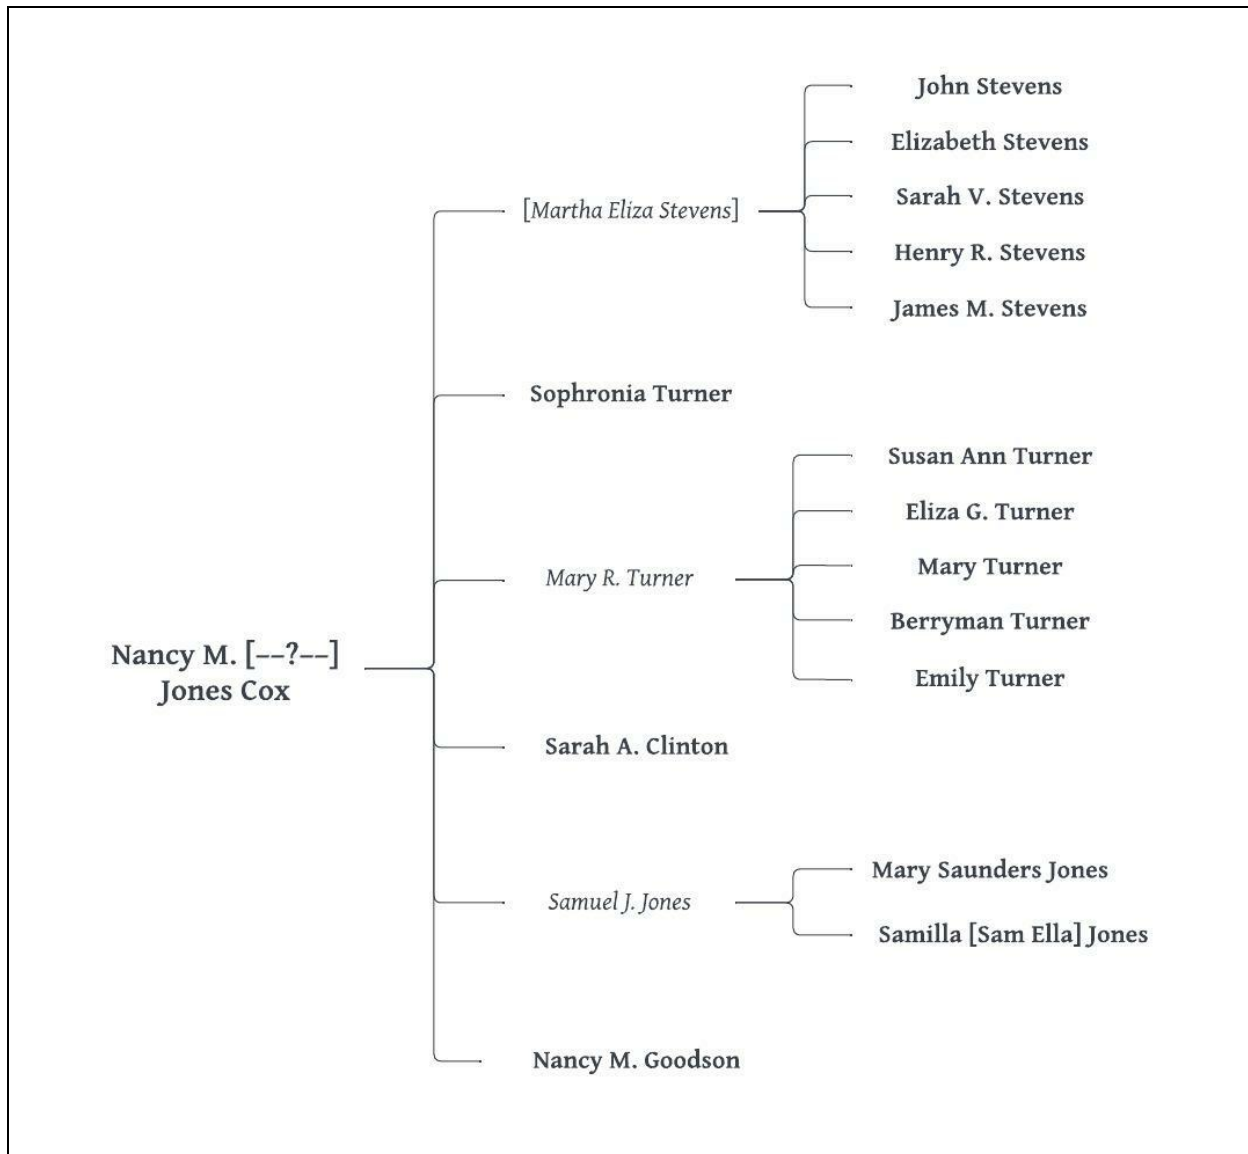 John Stevens
Elizabeth Stevens
Sarah V. Stevens
[Martha Eliza Stevens]
Henry R. Stevens
James M. Stevens
Sophronia Turner
Susan Ann Turner
Eliza G. Turner
Mary Turner
Mary R. Turner
Berryman Turner
Emily Turner
Nancy M. [––?––]
Jones Cox
Sarah A. Clinton
Mary Saunders Jones
Samuel J. Jones
Samilla [Sam Ella] Jones
Nancy M. Goodson